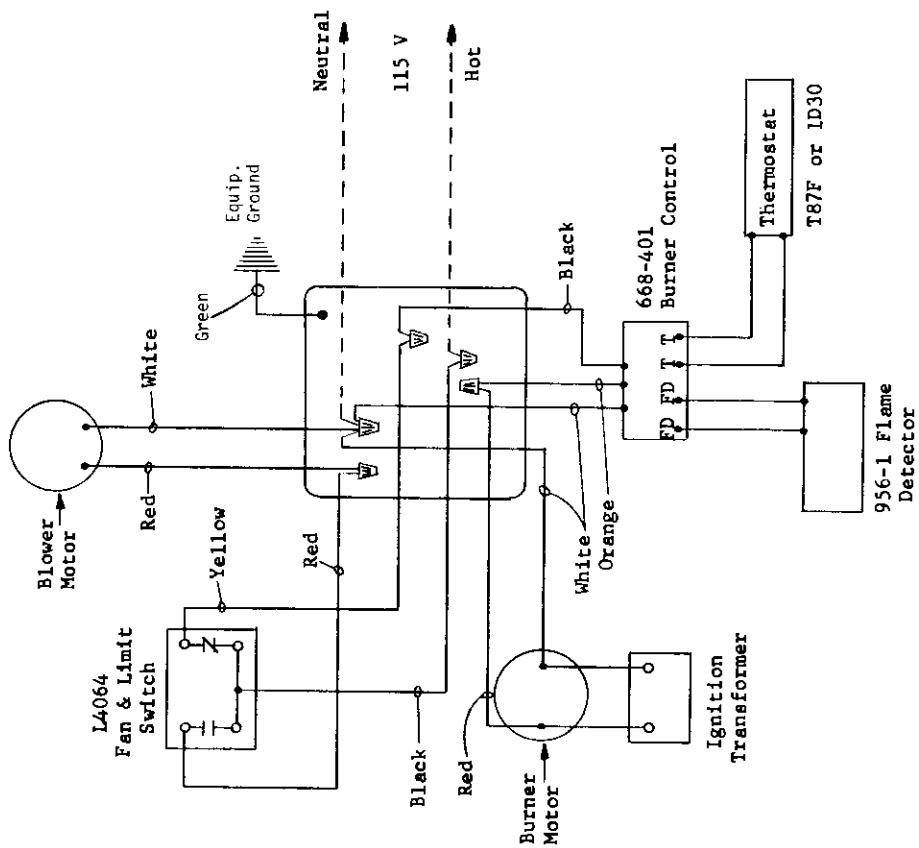 Neutral
115 V
Hot
Equip.
Ground
Green
White
Red
Blower
Motor
Yellow
Red
L4064
Fan & Limit
Switch
Black
Black
White
Orange
Red
Burner
Motor
Ignition
Transformer
668-401
Burner Control
FD FD T T
956-1 Flame
Detector
Thermostat
T87F or 1D30